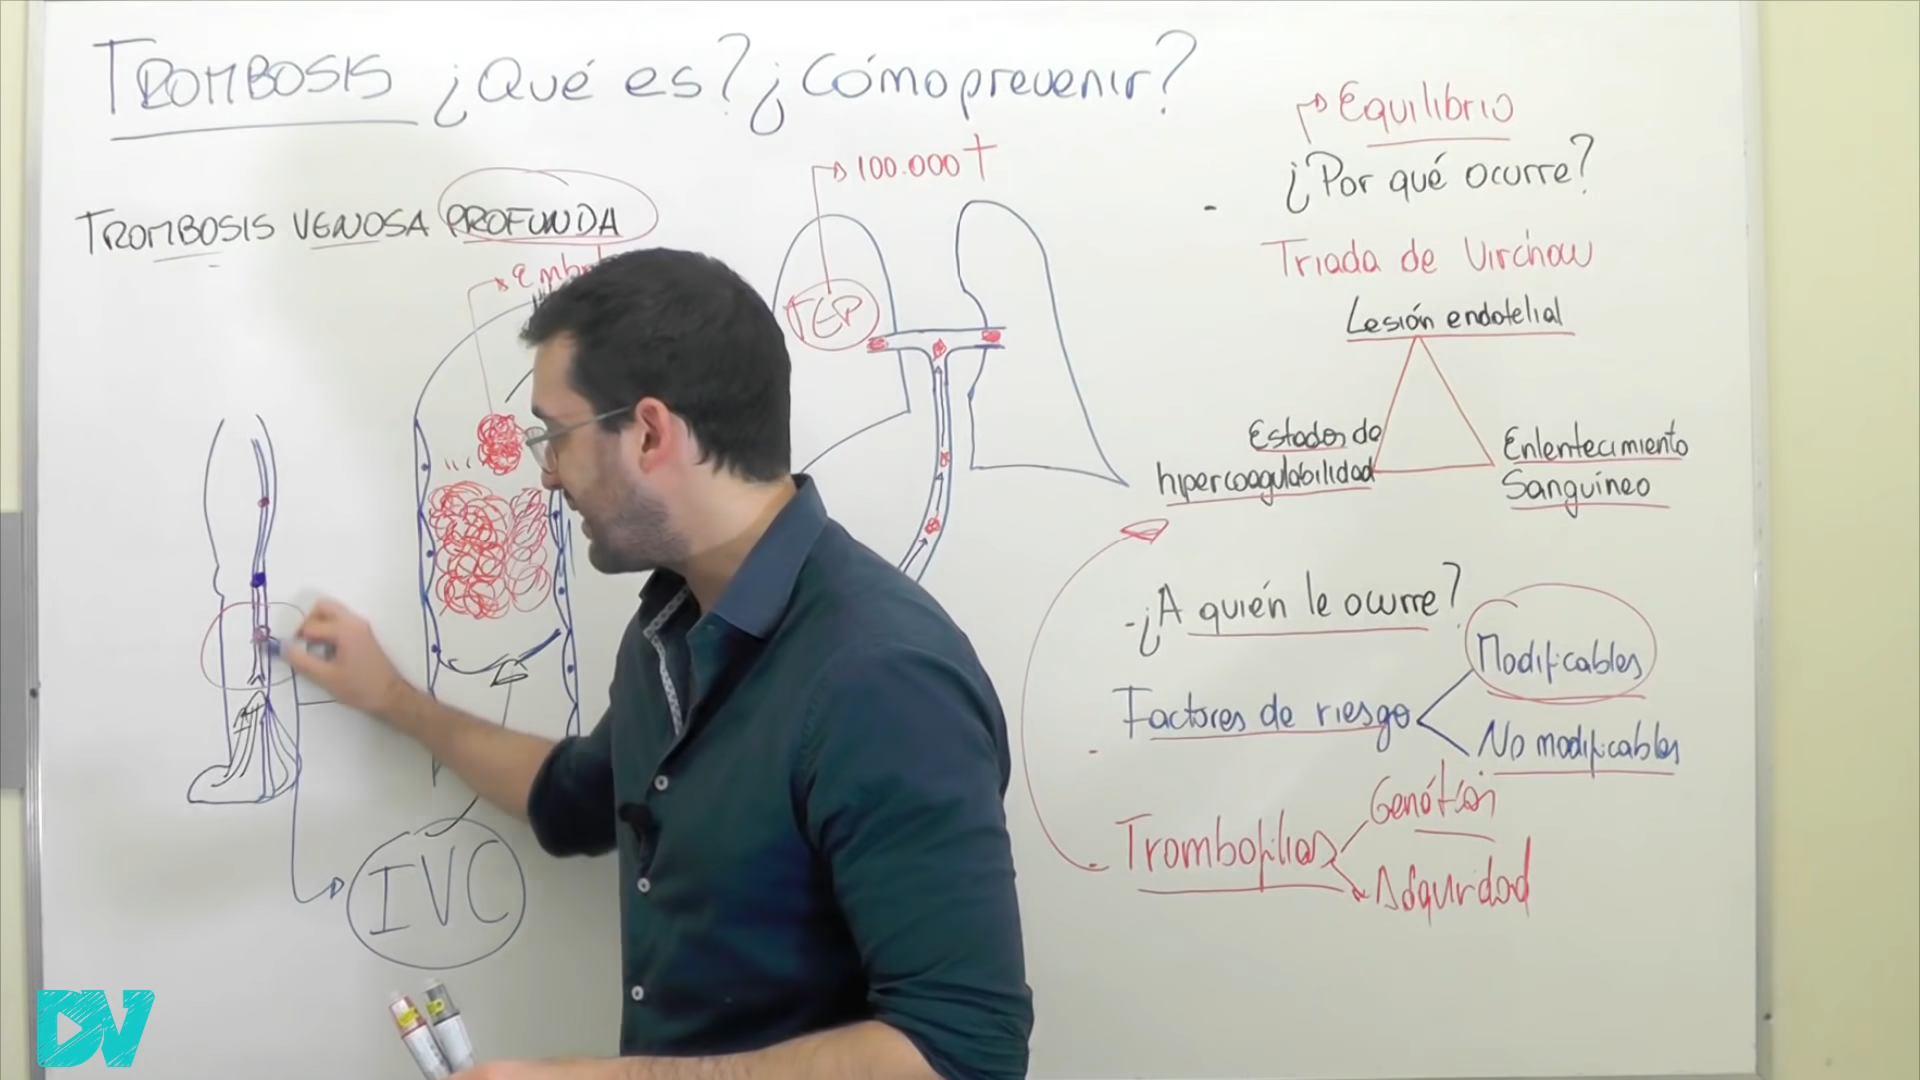 TROMBOSIS ¿Qué es? ¿Cómo prevenir?
TROMBOSIS VENOSA PROFUNDA
100.000 †
TEP
IVC
Equilibrio
- ¿Por qué ocurre?
Triada de Virchow
Lesión endotelial
Estados de
hipercoagulabilidad
Enlentecimiento
Sanguíneo
- ¿A quién le ocurre?
Factores de riesgo
Modificables
No modificables
- Trombofilias
DV